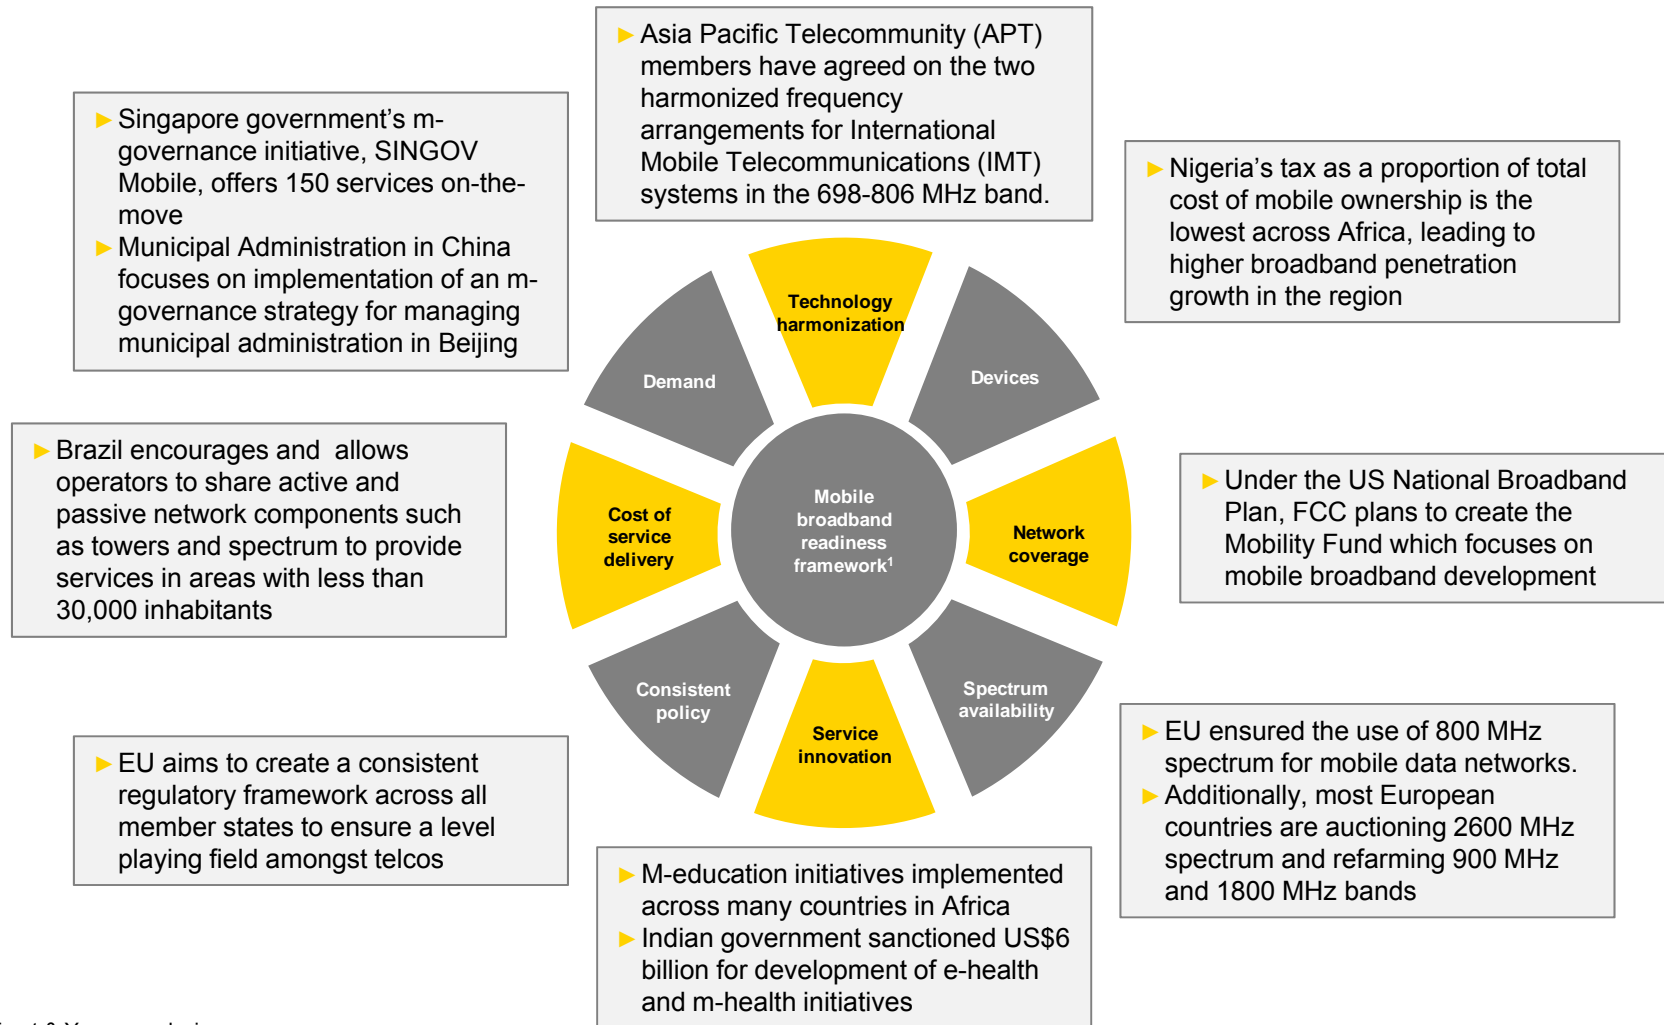 ► Asia Pacific Telecommunity (APT)
members have agreed on the two
harmonized frequency
arrangements for International
Mobile Telecommunications (IMT)
systems in the 698-806 MHz band.
► Singapore government’s m-
governance initiative, SINGOV
Mobile, offers 150 services on-the-
move
► Municipal Administration in China
focuses on implementation of an m-
governance strategy for managing
municipal administration in Beijing
► Nigeria’s tax as a proportion of total
cost of mobile ownership is the
lowest across Africa, leading to
higher broadband penetration
growth in the region
Technology
harmonization
Demand
Devices
► Brazil encourages and allows
operators to share active and
passive network components such
as towers and spectrum to provide
services in areas with less than
30,000 inhabitants
Cost of
service
delivery
Mobile
broadband
readiness
framework¹
Network
coverage
► Under the US National Broadband
Plan, FCC plans to create the
Mobility Fund which focuses on
mobile broadband development
Consistent
policy
Service
innovation
Spectrum
availability
► EU aims to create a consistent
regulatory framework across all
member states to ensure a level
playing field amongst telcos
► EU ensured the use of 800 MHz
spectrum for mobile data networks.
► Additionally, most European
countries are auctioning 2600 MHz
spectrum and refarming 900 MHz
and 1800 MHz bands
► M-education initiatives implemented
across many countries in Africa
► Indian government sanctioned US$6
billion for development of e-health
and m-health initiatives